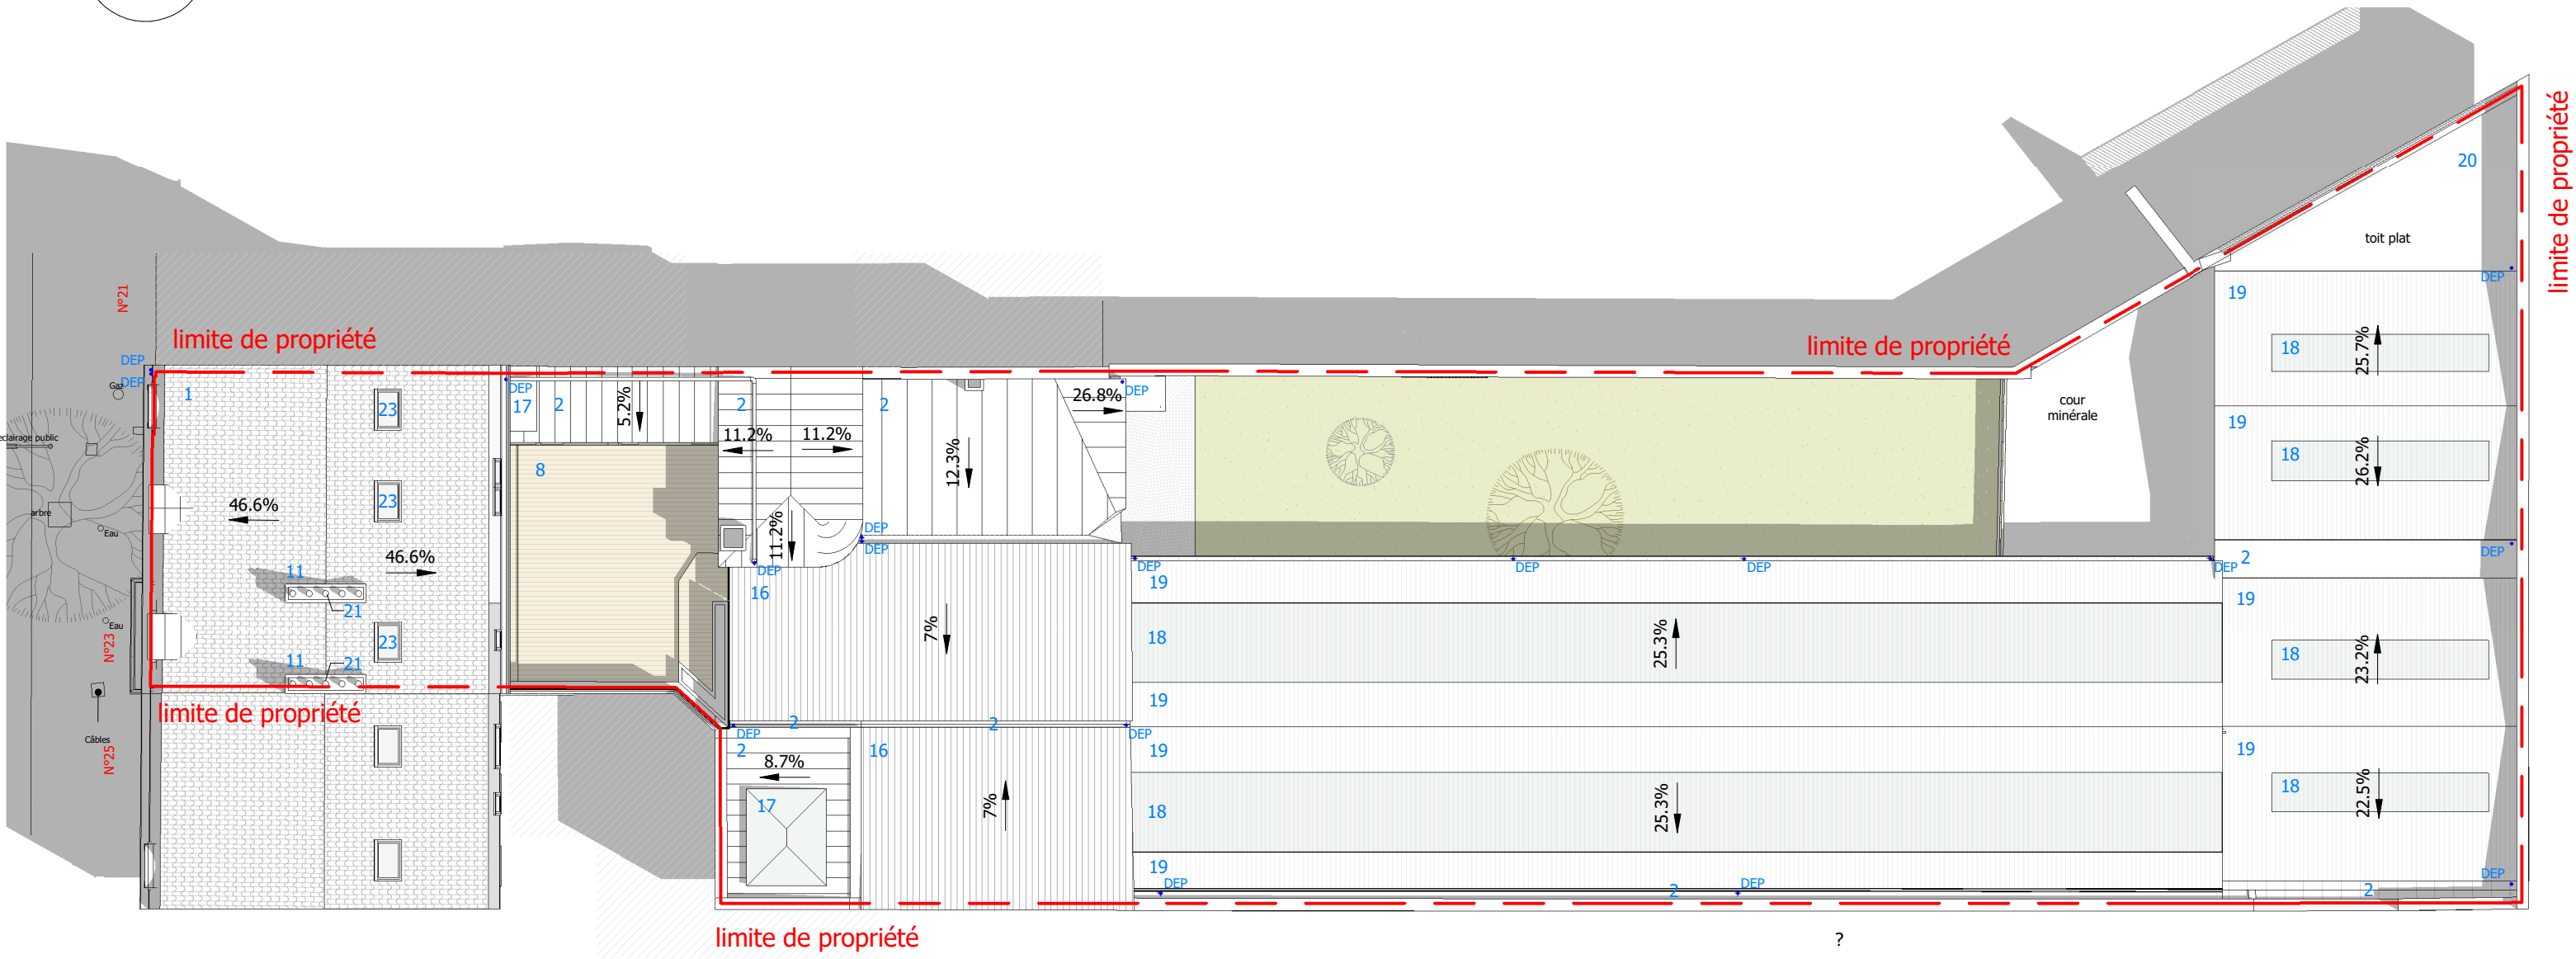 limite de propriété
20
toit plat
DEP
N°21
19
limite de propriété
limite de propriété
18
25.7%
DEP
DEP
Gaz
1
23
DEP
17
2
5.2%
2
2
26.8%
DEP
cour
minérale
19
11.2%
11.2%
12.3%
18
26.2%
eclairage public
8
46.6%
23
arbre
Eau
11.2%
DEP
DEP
46.6%
DEP
DEP
DEP
DEP
DEP
2
DEP
11
21
16
19
19
Eau
N°23
23
7%
18
25.3%
18
23.2%
11
21
19
limite de propriété
Câbles
N°25
2
2
DEP
DEP
2
16
19
19
8.7%
17
7%
18
25.3%
18
22.5%
19
DEP
DEP
2
2
DEP
limite de propriété
?